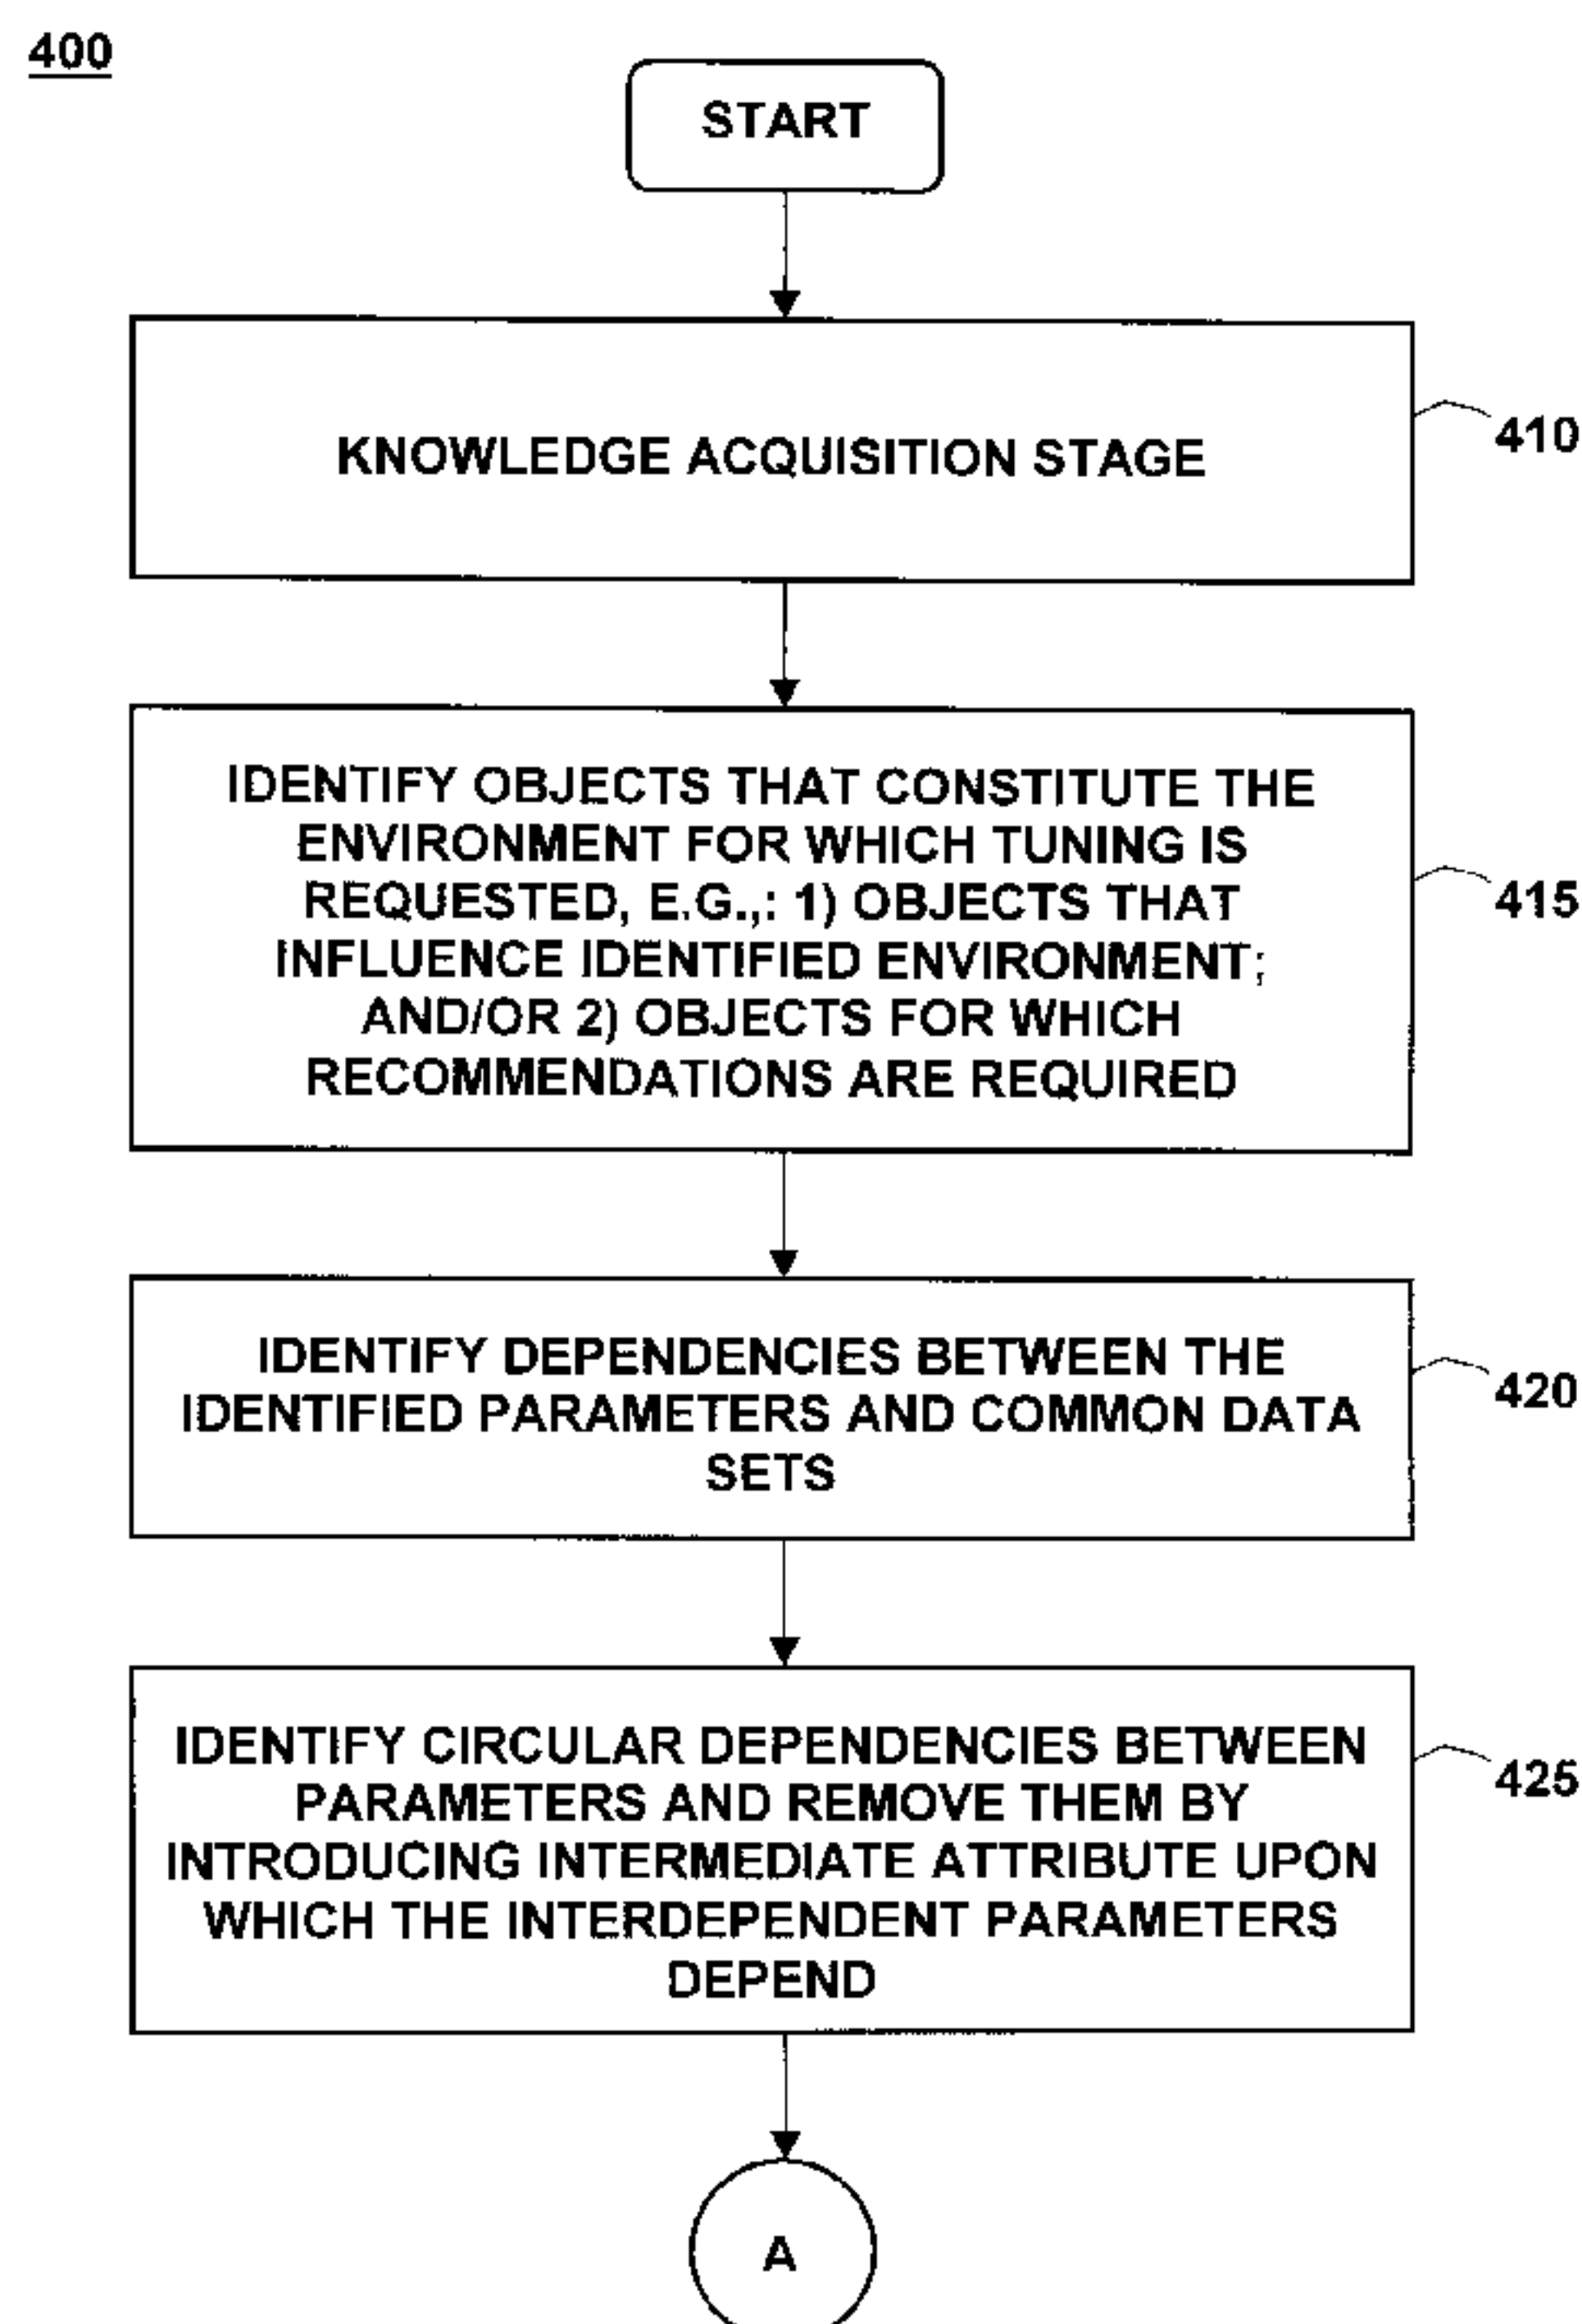 400
START
KNOWLEDGE ACQUISITION STAGE
410
IDENTIFY OBJECTS THAT CONSTITUTE THE
ENVIRONMENT FOR WHICH TUNING IS
REQUESTED, E.G.,: 1) OBJECTS THAT
INFLUENCE IDENTIFIED ENVIRONMENT;
AND/OR 2) OBJECTS FOR WHICH
RECOMMENDATIONS ARE REQUIRED
415
IDENTIFY DEPENDENCIES BETWEEN THE
IDENTIFIED PARAMETERS AND COMMON DATA
SETS
420
IDENTIFY CIRCULAR DEPENDENCIES BETWEEN
PARAMETERS AND REMOVE THEM BY
INTRODUCING INTERMEDIATE ATTRIBUTE UPON
WHICH THE INTERDEPENDENT PARAMETERS
DEPEND
425
A